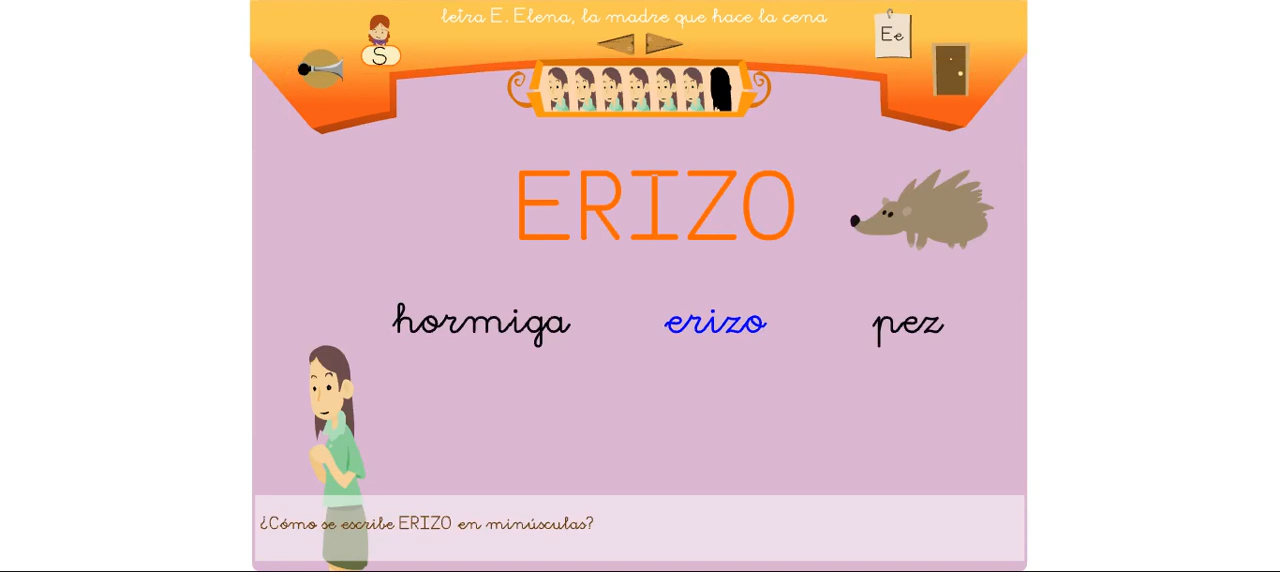 letra E. Elena, la madre que hace la cena
S
Ee
ERIZO
hormiga erizo pez
¿Cómo se escribe ERIZO en minúsculas?